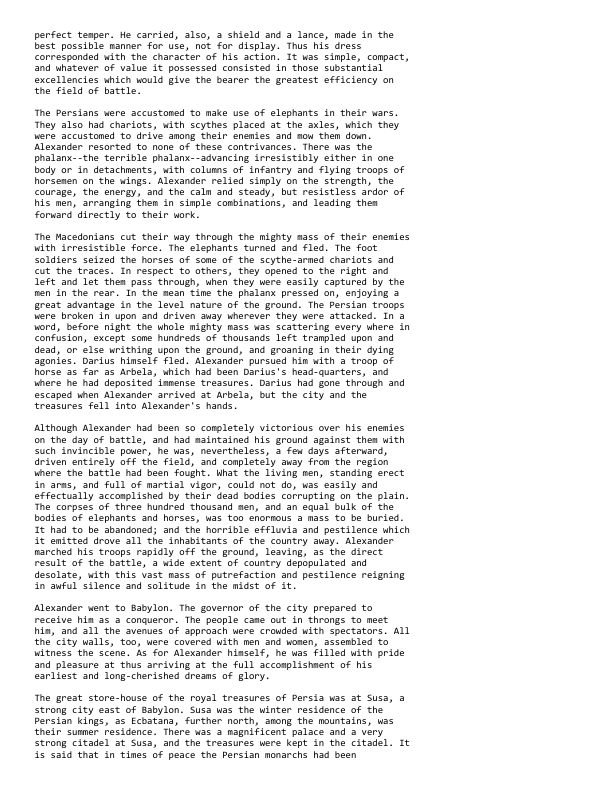 perfect temper. He carried, also, a shield and a lance, made in the
best possible manner for use, not for display. Thus his dress
corresponded with the character of his action. It was simple, compact,
and whatever of value it possessed consisted in those substantial
excellencies which would give the bearer the greatest efficiency on
the field of battle.

The Persians were accustomed to make use of elephants in their wars.
They also had chariots, with scythes placed at the axles, which they
were accustomed to drive among their enemies and mow them down.
Alexander resorted to none of these contrivances. There was the
phalanx--the terrible phalanx--advancing irresistibly either in one
body or in detachments, with columns of infantry and flying troops of
horsemen on the wings. Alexander relied simply on the strength, the
courage, the energy, and the calm and steady, but resistless ardor of
his men, arranging them in simple combinations, and leading them
forward directly to their work.

The Macedonians cut their way through the mighty mass of their enemies
with irresistible force. The elephants turned and fled. The foot
soldiers seized the horses of some of the scythe-armed chariots and
cut the traces. In respect to others, they opened to the right and
left and let them pass through, when they were easily captured by the
men in the rear. In the mean time the phalanx pressed on, enjoying a
great advantage in the level nature of the ground. The Persian troops
were broken in upon and driven away wherever they were attacked. In a
word, before night the whole mighty mass was scattering every where in
confusion, except some hundreds of thousands left trampled upon and
dead, or else writhing upon the ground, and groaning in their dying
agonies. Darius himself fled. Alexander pursued him with a troop of
horse as far as Arbela, which had been Darius's head-quarters, and
where he had deposited immense treasures. Darius had gone through and
escaped when Alexander arrived at Arbela, but the city and the
treasures fell into Alexander's hands.

Although Alexander had been so completely victorious over his enemies
on the day of battle, and had maintained his ground against them with
such invincible power, he was, nevertheless, a few days afterward,
driven entirely off the field, and completely away from the region
where the battle had been fought. What the living men, standing erect
in arms, and full of martial vigor, could not do, was easily and
effectually accomplished by their dead bodies corrupting on the plain.
The corpses of three hundred thousand men, and an equal bulk of the
bodies of elephants and horses, was too enormous a mass to be buried.
It had to be abandoned; and the horrible effluvia and pestilence which
it emitted drove all the inhabitants of the country away. Alexander
marched his troops rapidly off the ground, leaving, as the direct
result of the battle, a wide extent of country depopulated and
desolate, with this vast mass of putrefaction and pestilence reigning
in awful silence and solitude in the midst of it.

Alexander went to Babylon. The governor of the city prepared to
receive him as a conqueror. The people came out in throngs to meet
him, and all the avenues of approach were crowded with spectators. All
the city walls, too, were covered with men and women, assembled to
witness the scene. As for Alexander himself, he was filled with pride
and pleasure at thus arriving at the full accomplishment of his
earliest and long-cherished dreams of glory.

The great store-house of the royal treasures of Persia was at Susa, a
strong city east of Babylon. Susa was the winter residence of the
Persian kings, as Ecbatana, further north, among the mountains, was
their summer residence. There was a magnificent palace and a very
strong citadel at Susa, and the treasures were kept in the citadel. It
is said that in times of peace the Persian monarchs had been